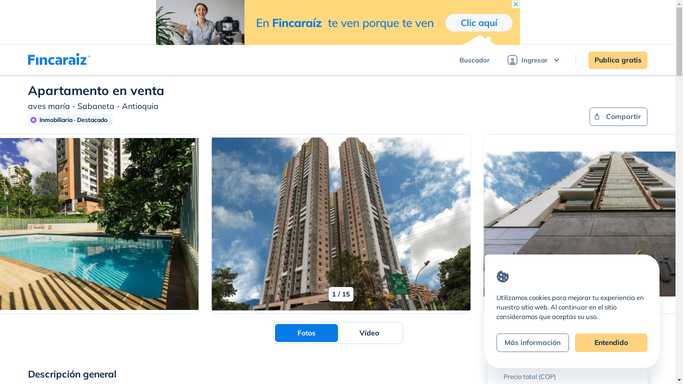 En Fincaraíz te ven porque te ven
Clic aquí
Fincaraíz
Buscador
Ingresar
Publica gratis
Apartamento en venta
aves maría - Sabaneta - Antioquia
Inmobiliaria · Destacado
Compartir
1 / 15
Fotos
Vídeo
Utilizamos cookies para mejorar tu experiencia en
nuestro sitio web. Al continuar en el sitio
consideramos que aceptas su uso.
Más información
Entendido
Descripción general
Precio total (COP)